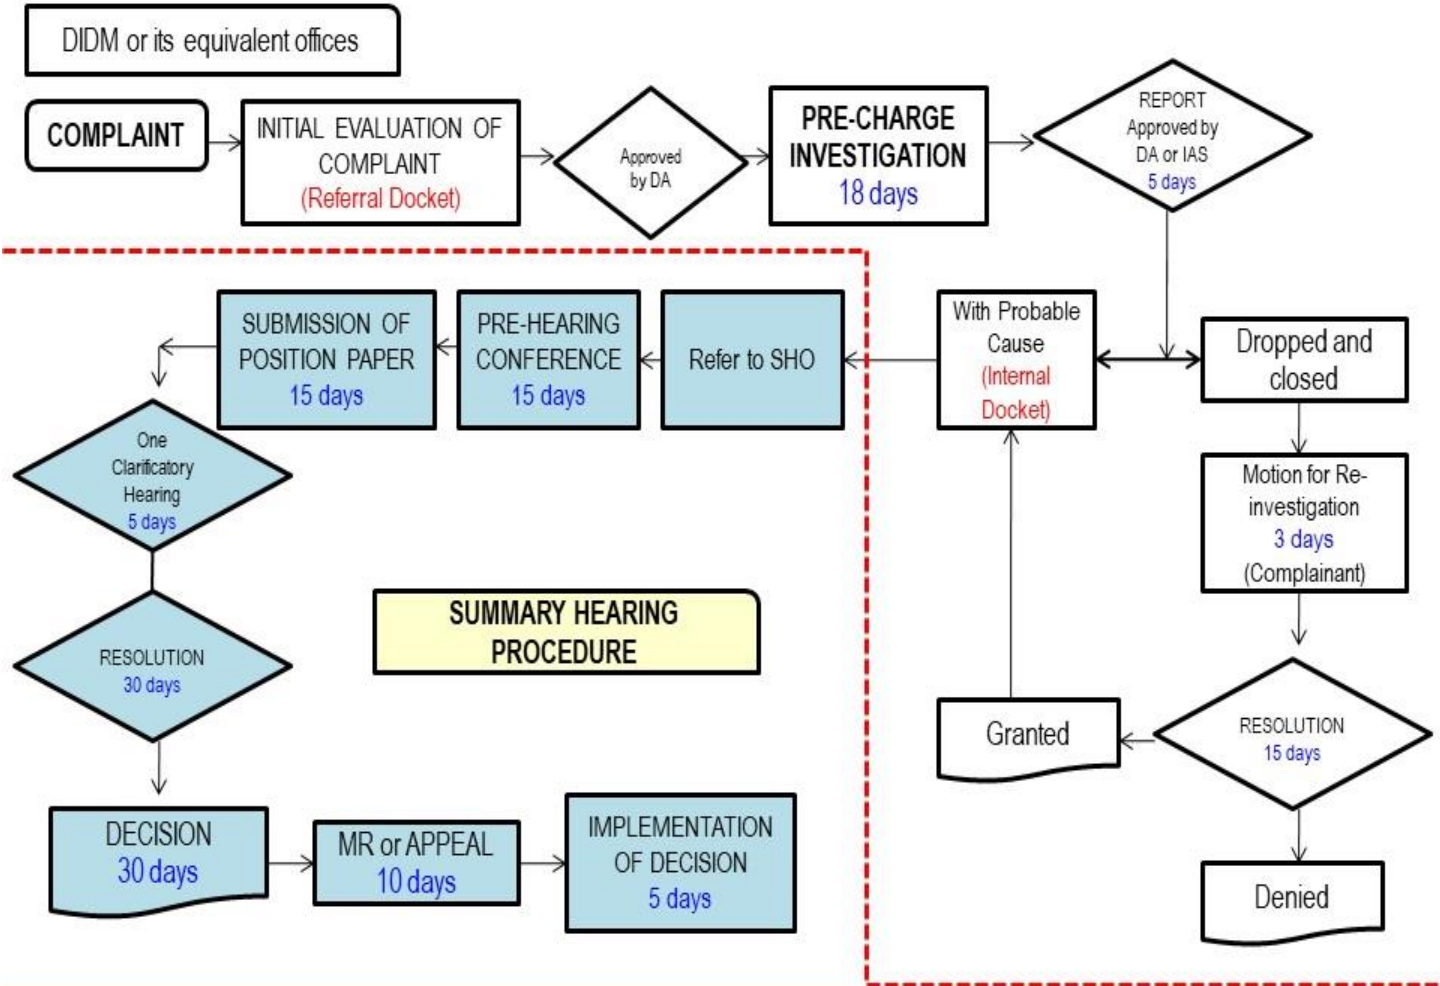 DIDM or its equivalent offices
COMPLAINT
INITIAL EVALUATION OF
COMPLAINT
(Referral Docket)
Approved
by DA
PRE-CHARGE
INVESTIGATION
18 days
REPORT
Approved by
DA or IAS
5 days
With Probable
Cause
(Internal
Docket)
Dropped and
closed
Motion for Re-
investigation
3 days
(Complainant)
RESOLUTION
15 days
Granted
Denied
Refer to SHO
PRE-HEARING
CONFERENCE
15 days
SUBMISSION OF
POSITION PAPER
15 days
One
Clarificatory
Hearing
5 days
RESOLUTION
30 days
SUMMARY HEARING
PROCEDURE
DECISION
30 days
MR or APPEAL
10 days
IMPLEMENTATION
OF DECISION
5 days